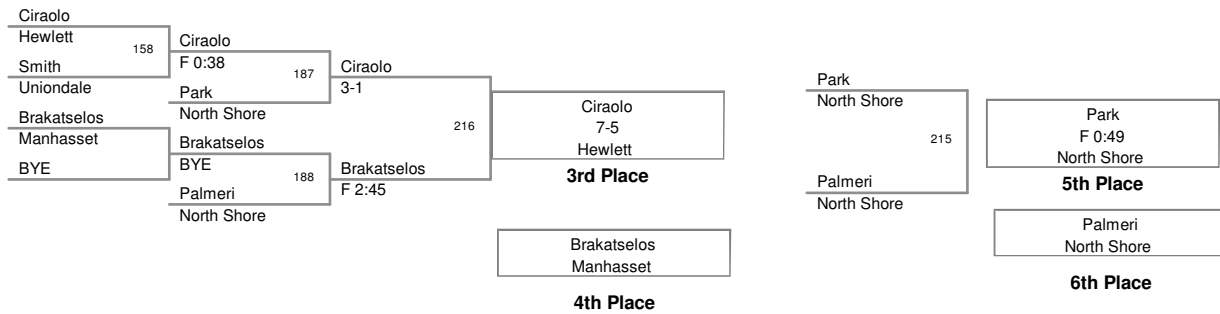 Ciraolo
Hewlett
158
Smith
Uniondale
Brakatselos
Manhasset
BYE
Ciraolo
F 0:38
187
Park
North Shore
Brakatselos
BYE
188
Palmeri
North Shore
Ciraolo
3-1
216
Brakatselos
F 2:45
Ciraolo
7-5
Hewlett
3rd Place
Brakatselos
Manhasset
4th Place
Park
North Shore
215
Palmeri
North Shore
Park
F 0:49
North Shore
5th Place
Palmeri
North Shore
6th Place